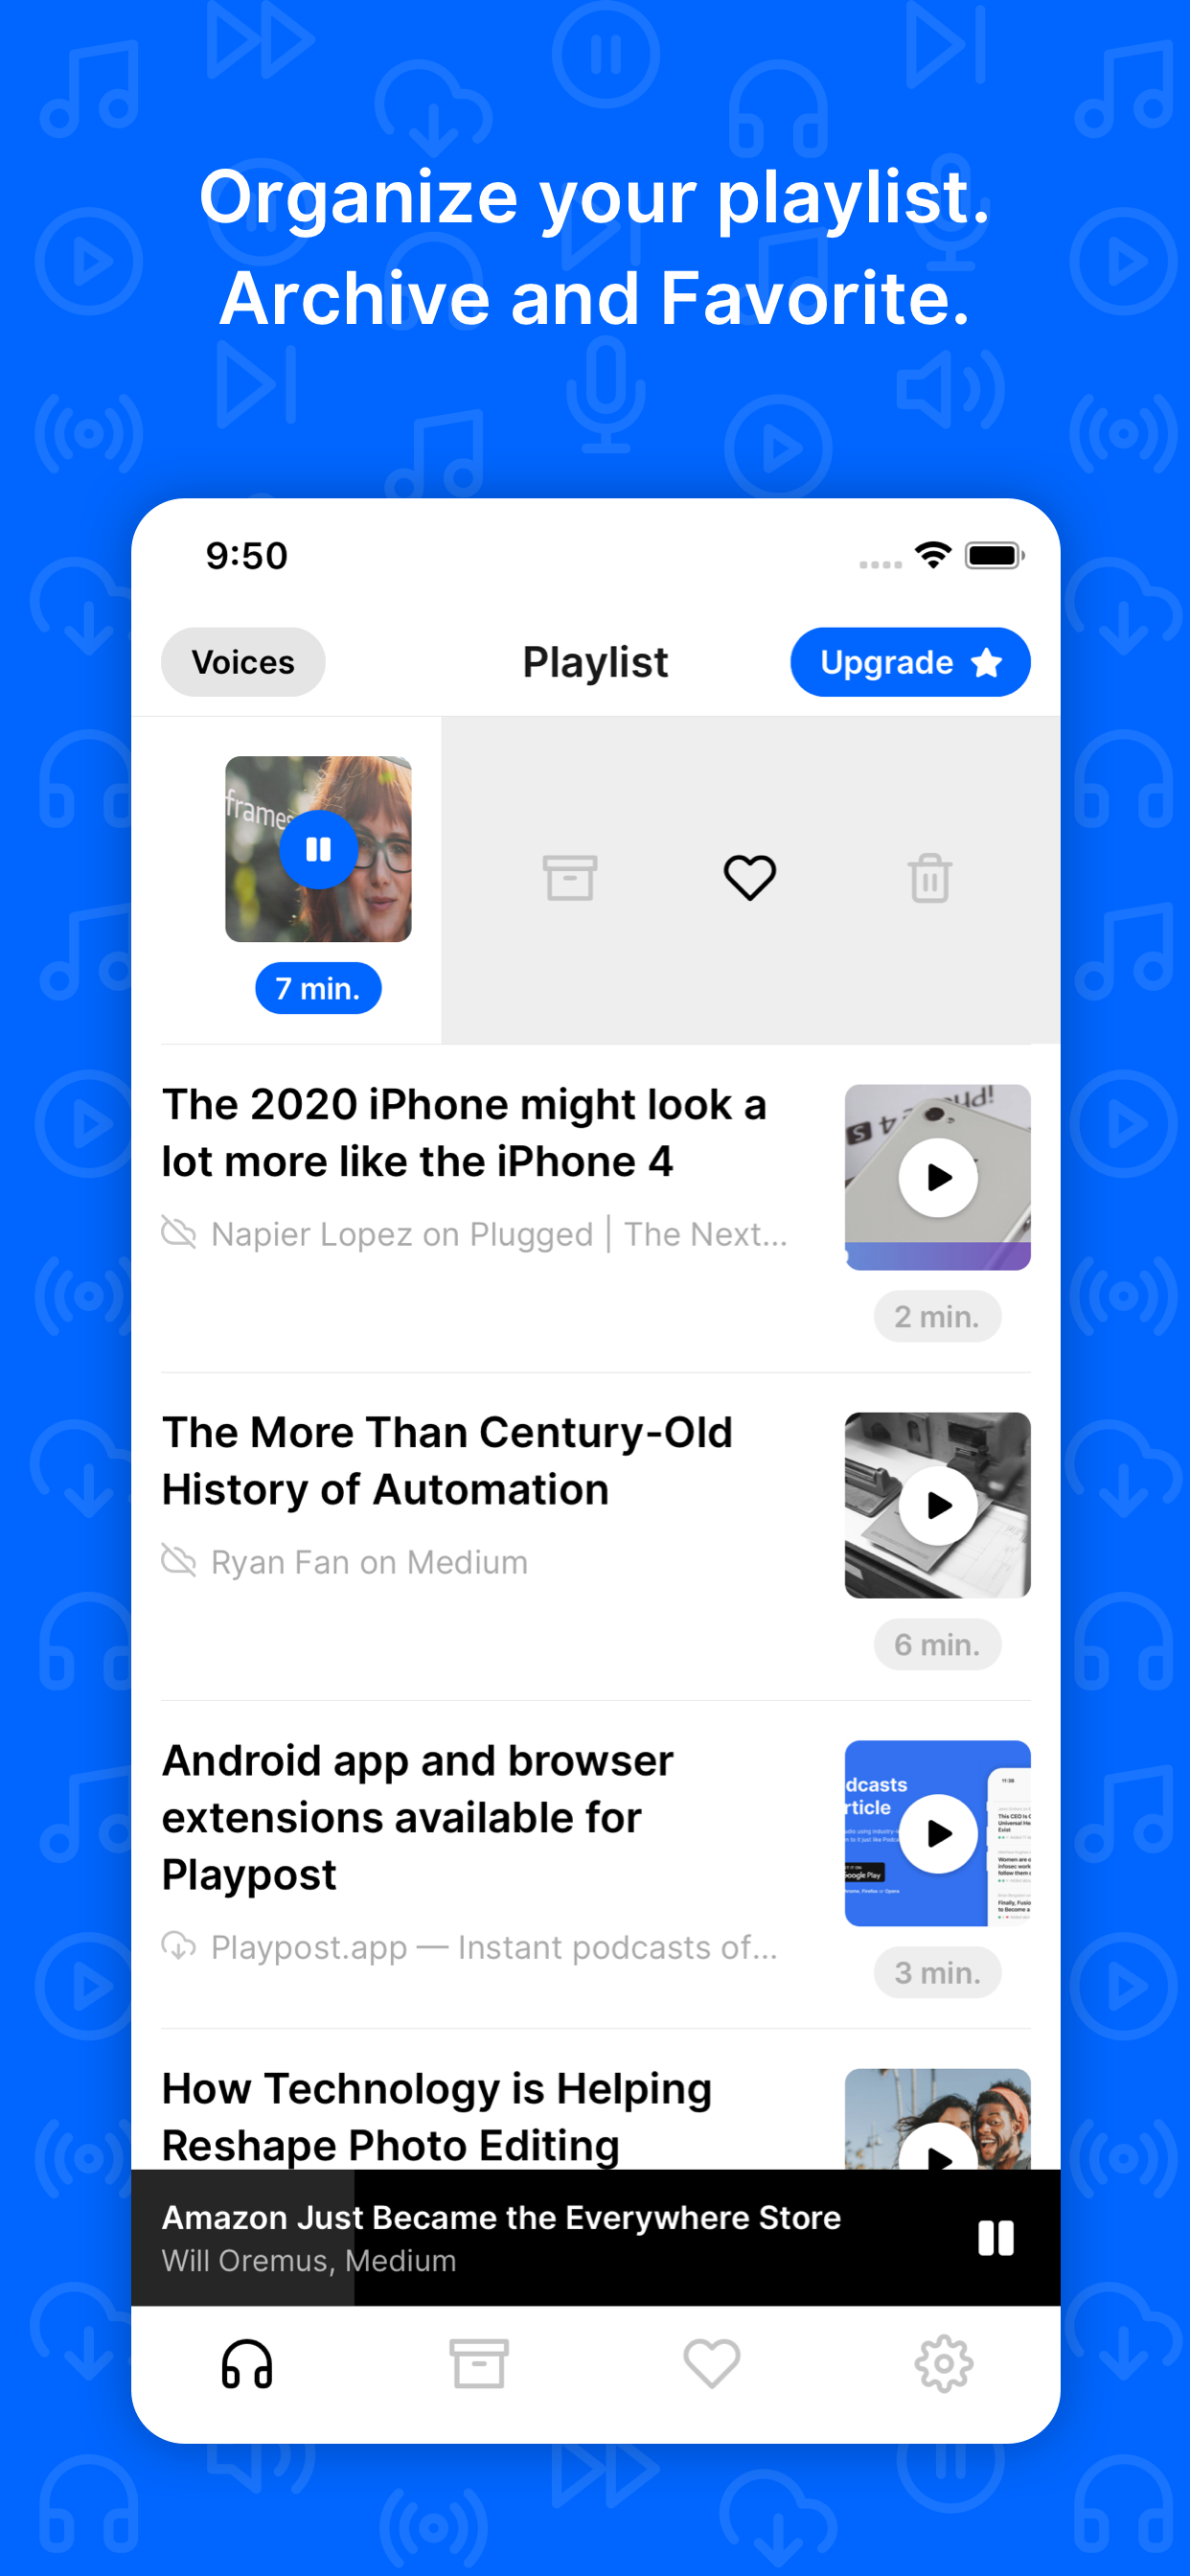 Organize your playlist.
Archive and Favorite.
9:50
Voices
Playlist
Upgrade
frames
7 min.
The 2020 iPhone might look a
lot more like the iPhone 4
Napier Lopez on Plugged | The Next...
2 min.
The More Than Century-Old
History of Automation
Ryan Fan on Medium
6 min.
Android app and browser
extensions available for
Playpost
Playpost.app — Instant podcasts of...
dcasts
rticle
Google Play
11:38
3 min.
How Technology is Helping
Reshape Photo Editing
Amazon Just Became the Everywhere Store
Will Oremus, Medium